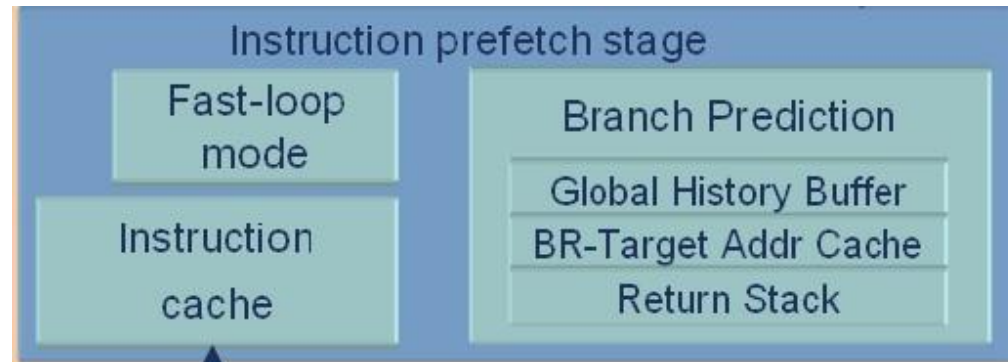 Instruction prefetch stage
Fast-loop
mode
Instruction
cache
Branch Prediction
Global History Buffer
BR-Target Addr Cache
Return Stack